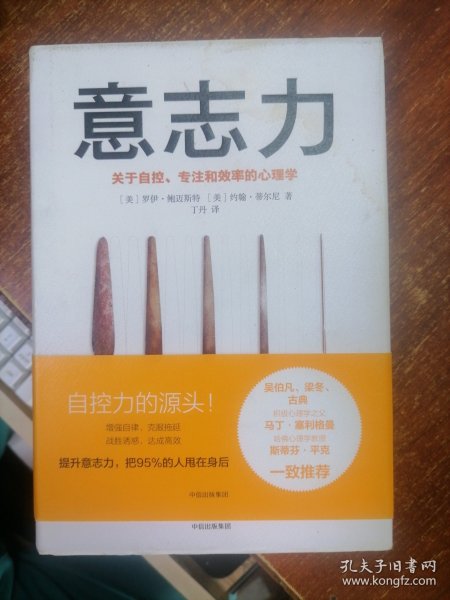 意志力
关于自控、专注和效率的心理学
［美］罗伊·鲍迈斯特 ［美］约翰·蒂尔尼 著
丁丹 译
自控力的源头！
增强自律，克服拖延
战胜诱惑，达成高效
提升意志力，把95%的人甩在身后
中信出版集团
吴伯凡、梁冬、
古典
积极心理学之父
马丁·塞利格曼
哈佛心理学教授
斯蒂芬·平克
一致推荐
中信出版集团
孔夫子旧书网
www.kongfz.com